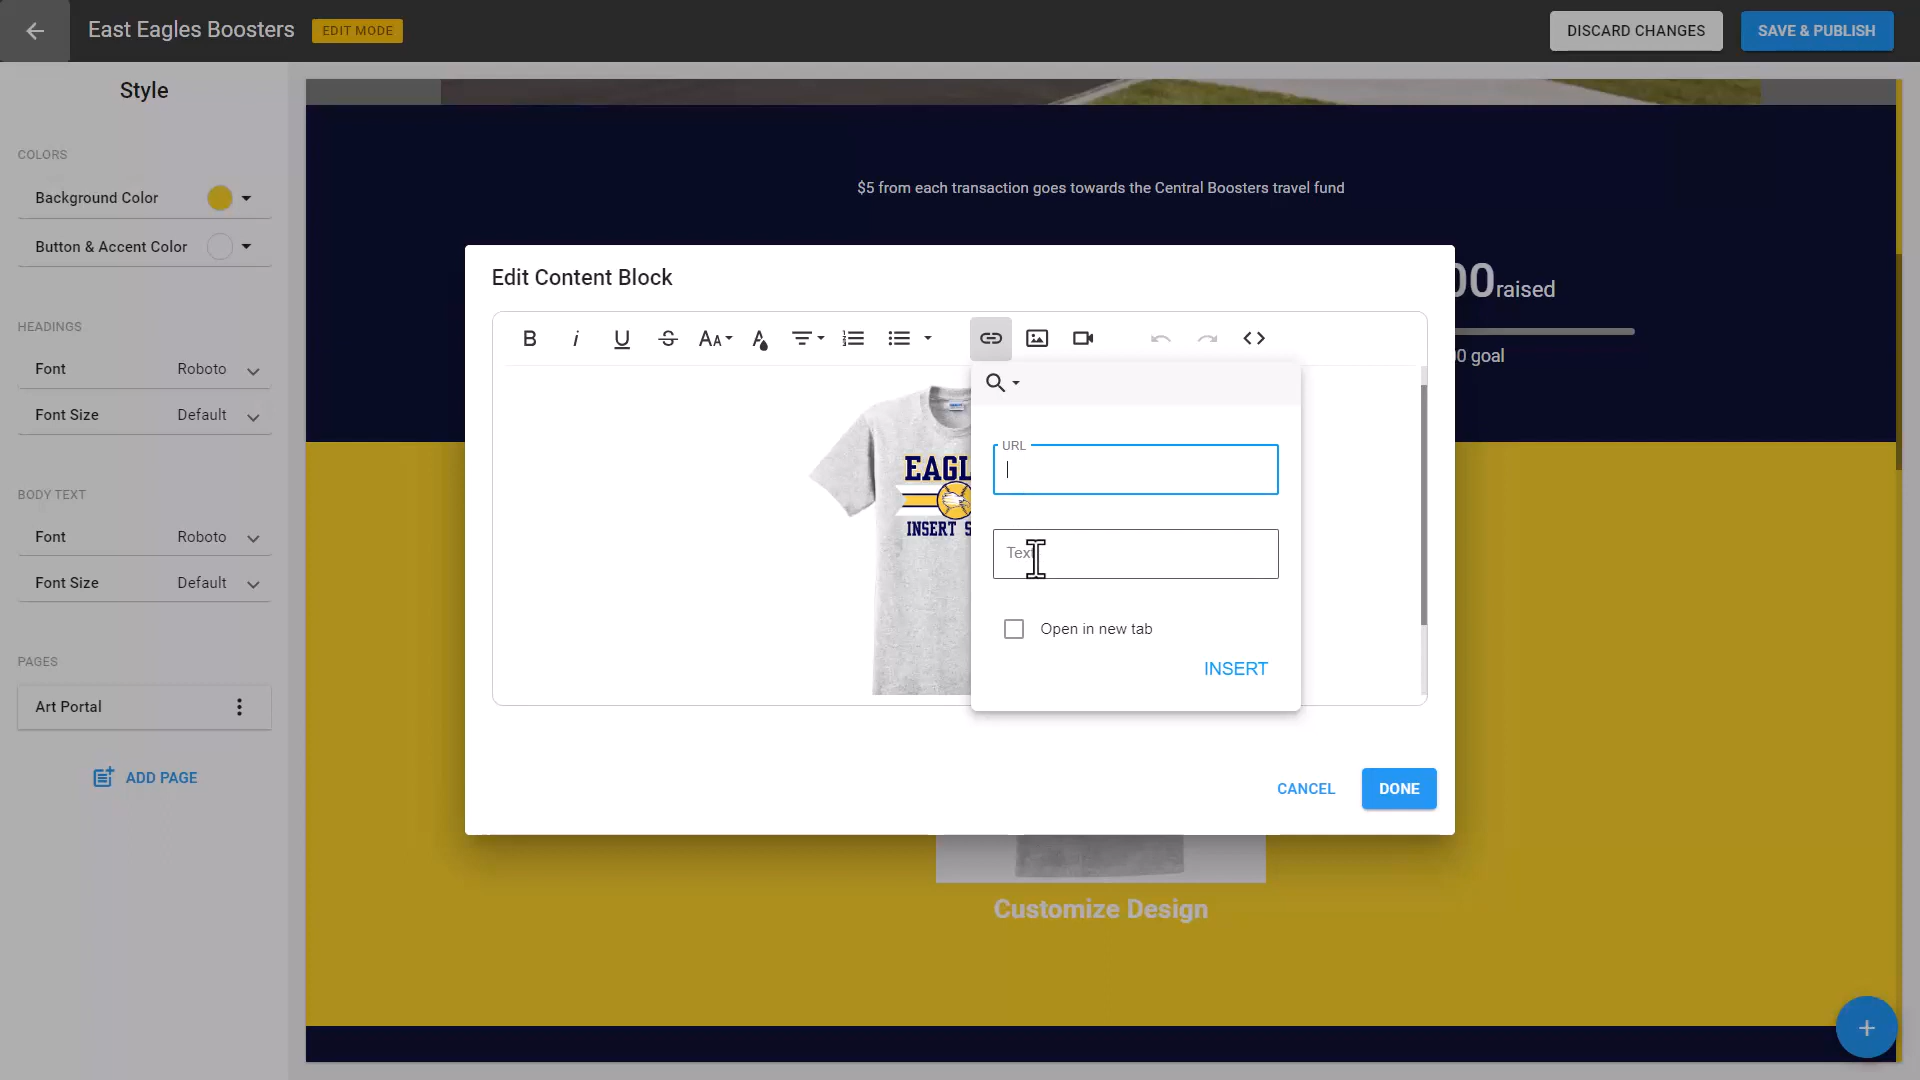 East Eagles Boosters EDIT MODE DISCARD CHANGES SAVE & PUBLISH
Style
COLORS
Background Color
Button & Accent Color
HEADINGS
Font Roboto
Font Size Default
BODY TEXT
Font Roboto
Font Size Default
PAGES
Art Portal
ADD PAGE
$5 from each transaction goes towards the Central Boosters travel fund
raised
goal
Edit Content Block
B i U S AA A
EAGL
INSERT S
URL
Text
Open in new tab
INSERT
CANCEL DONE
Customize Design